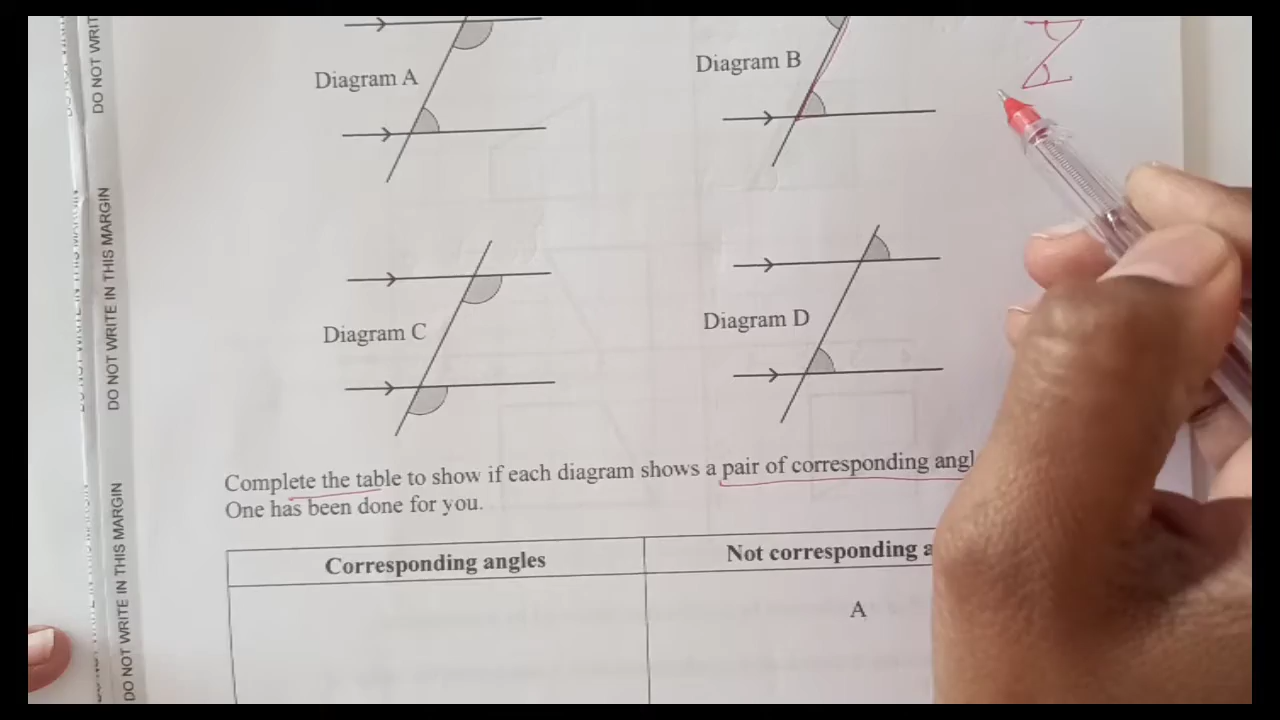 DO NOT WRIT
DO NOT WRITE IN THIS MARGIN
DO NOT WRITE IN THIS MARGIN
Diagram A
Diagram B
Diagram C
Diagram D
Complete the table to show if each diagram shows a pair of corresponding angl
One has been done for you.
Corresponding angles
Not corresponding a
A